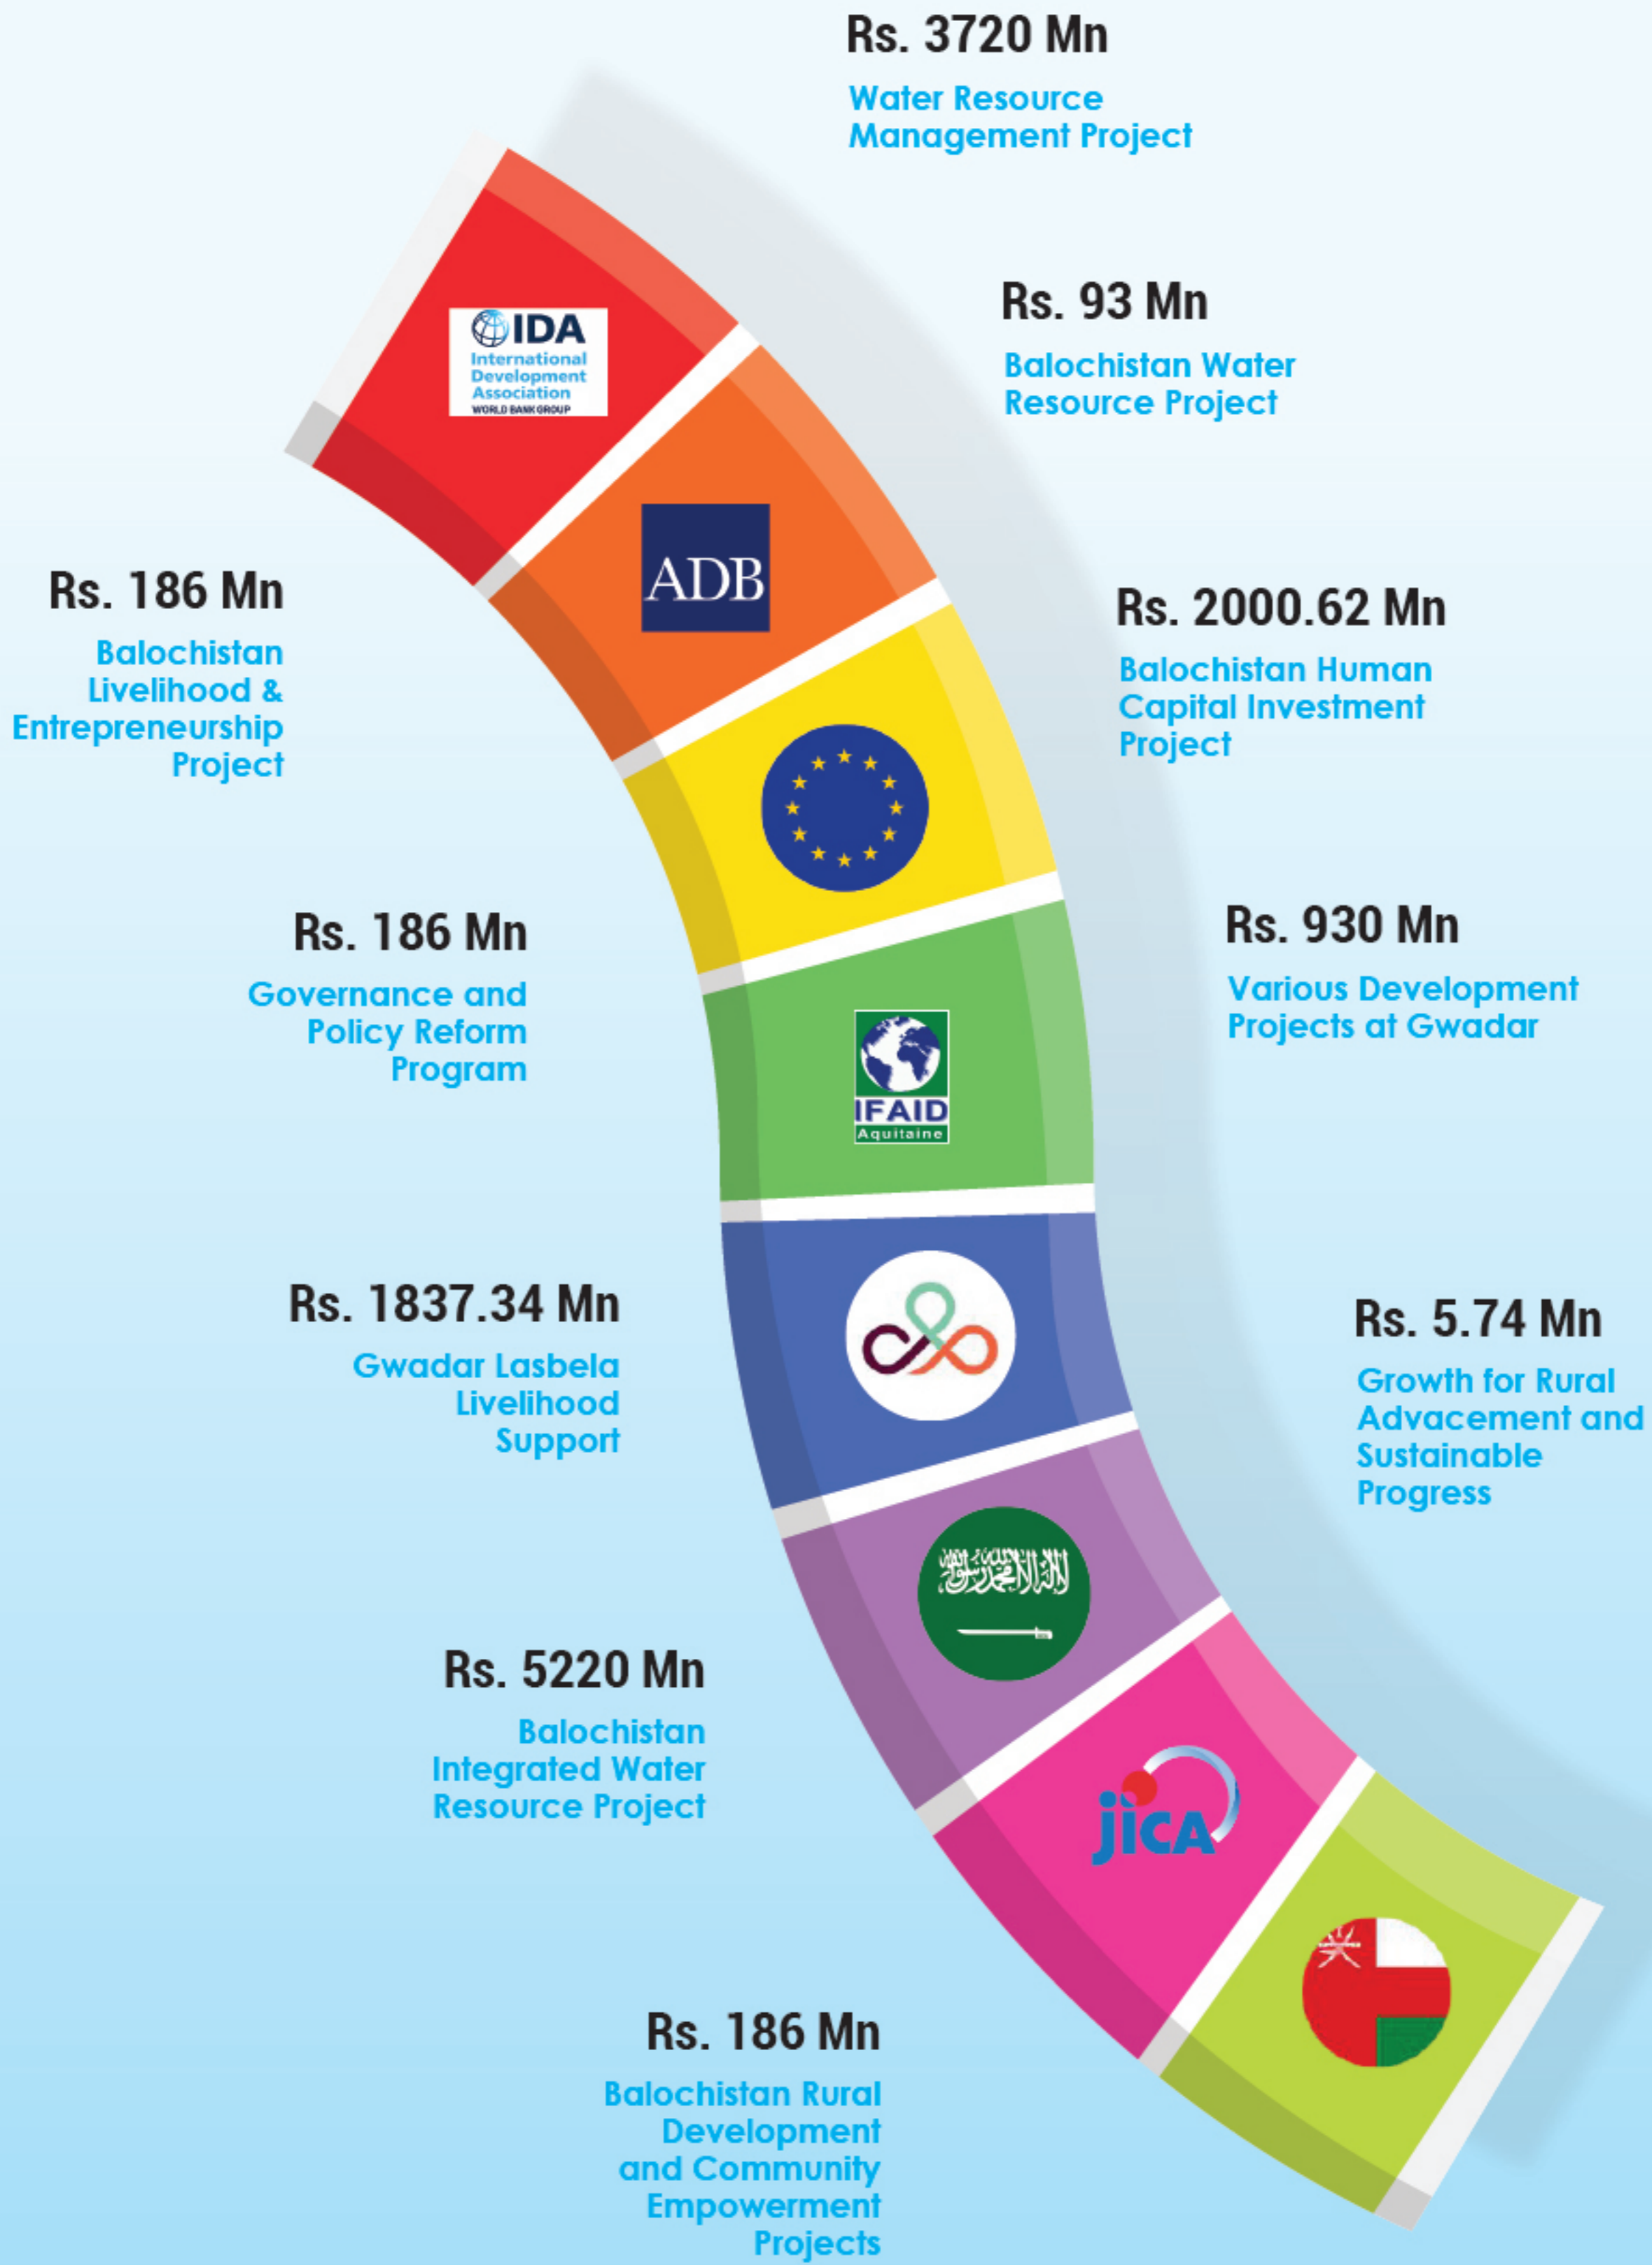 Rs. 3720 Mn
Water Resource
Management Project
IDA
International
Development
Association
WORLD BANK GROUP
Rs. 93 Mn
Balochistan Water
Resource Project
ADB
Rs. 186 Mn
Balochistan
Livelihood &
Entrepreneurship
Project
Rs. 2000.62 Mn
Balochistan Human
Capital Investment
Project
Rs. 186 Mn
Governance and
Policy Reform
Program
Rs. 930 Mn
Various Development
Projects at Gwadar
IFAID
Aquitaine
Rs. 1837.34 Mn
Gwadar Lasbela
Livelihood
Support
Rs. 5.74 Mn
Growth for Rural
Advacement and
Sustainable
Progress
لا إله إلا الله محمد رسول الله
Rs. 5220 Mn
Balochistan
Integrated Water
Resource Project
jica
Rs. 186 Mn
Balochistan Rural
Development
and Community
Empowerment
Projects